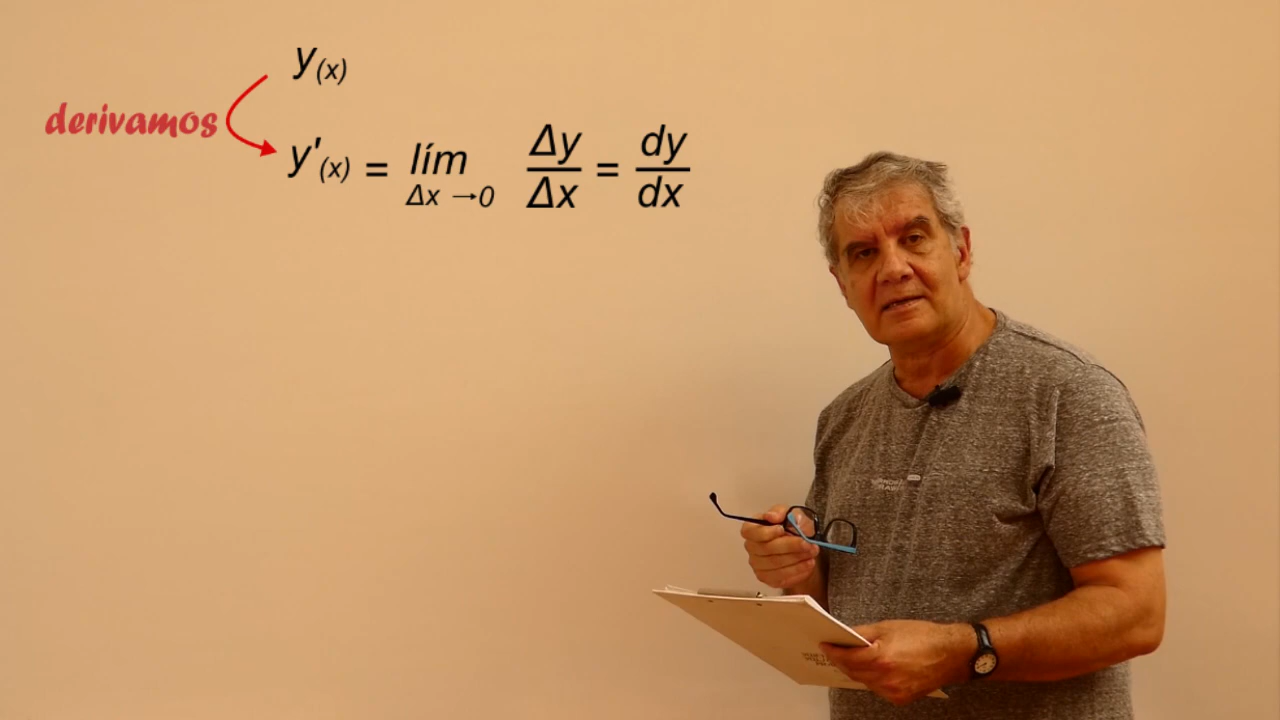 y(x)
derivamos
y'(x) = lím Δx →0 Δy/Δx = dy/dx